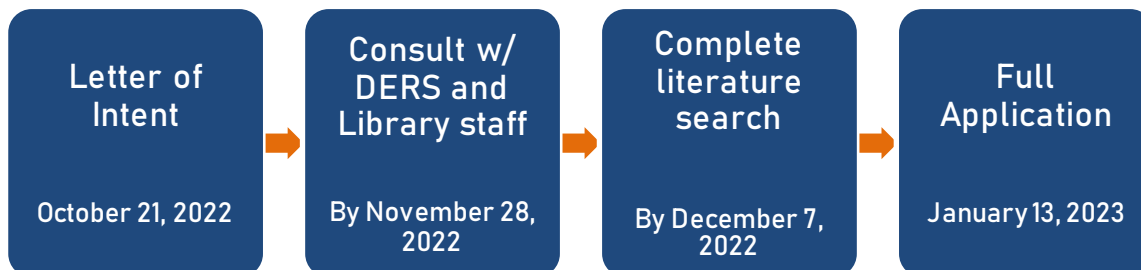 Letter of
Intent
October 21, 2022
Consult w/
DERS and
Library staff
By November 28,
2022
Complete
literature
search
By December 7,
2022
Full
Application
January 13, 2023